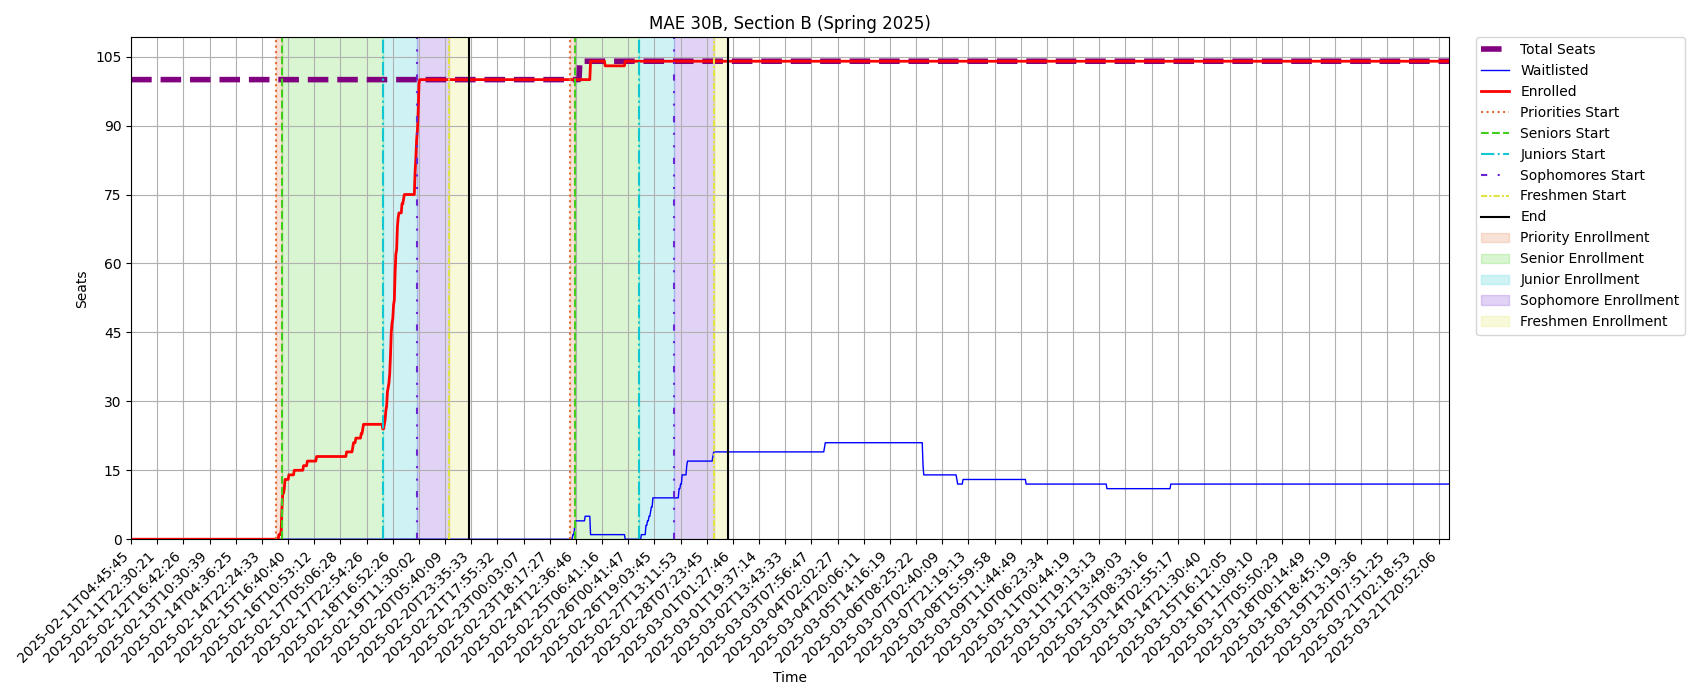 MAE 30B, Section B (Spring 2025)
Total Seats
Waitlisted
Enrolled
Priorities Start
Seniors Start
Juniors Start
Sophomores Start
Freshmen Start
End
Priority Enrollment
Senior Enrollment
Junior Enrollment
Sophomore Enrollment
Freshmen Enrollment
Seats
105
90
75
60
45
30
15
0
2025-02-11T04:45:45
2025-02-11T22:30:21
2025-02-12T16:42:26
2025-02-13T10:30:39
2025-02-14T04:36:25
2025-02-14T22:24:33
2025-02-15T16:40:40
2025-02-16T10:53:12
2025-02-17T05:06:28
2025-02-17T22:54:26
2025-02-18T16:52:26
2025-02-19T11:30:02
2025-02-20T05:40:09
2025-02-20T23:35:33
2025-02-21T17:55:32
2025-02-23T00:03:07
2025-02-23T18:17:27
2025-02-24T12:36:46
2025-02-25T06:41:16
2025-02-26T00:41:47
2025-02-26T19:03:45
2025-02-27T13:11:53
2025-02-28T07:23:45
2025-03-01T01:27:46
2025-03-01T19:37:14
2025-03-02T13:43:33
2025-03-03T07:56:47
2025-03-04T02:02:27
2025-03-04T20:06:11
2025-03-05T14:16:19
2025-03-06T08:25:22
2025-03-07T02:40:09
2025-03-07T21:19:13
2025-03-08T15:59:58
2025-03-09T11:44:49
2025-03-10T06:23:34
2025-03-11T00:44:19
2025-03-11T19:13:13
2025-03-12T13:49:03
2025-03-13T08:33:16
2025-03-14T02:55:17
2025-03-14T21:30:40
2025-03-15T16:12:05
2025-03-16T11:09:10
2025-03-17T05:50:29
2025-03-18T00:14:49
2025-03-18T18:45:19
2025-03-19T13:19:36
2025-03-20T07:51:25
2025-03-21T02:18:53
2025-03-21T20:52:06
Time